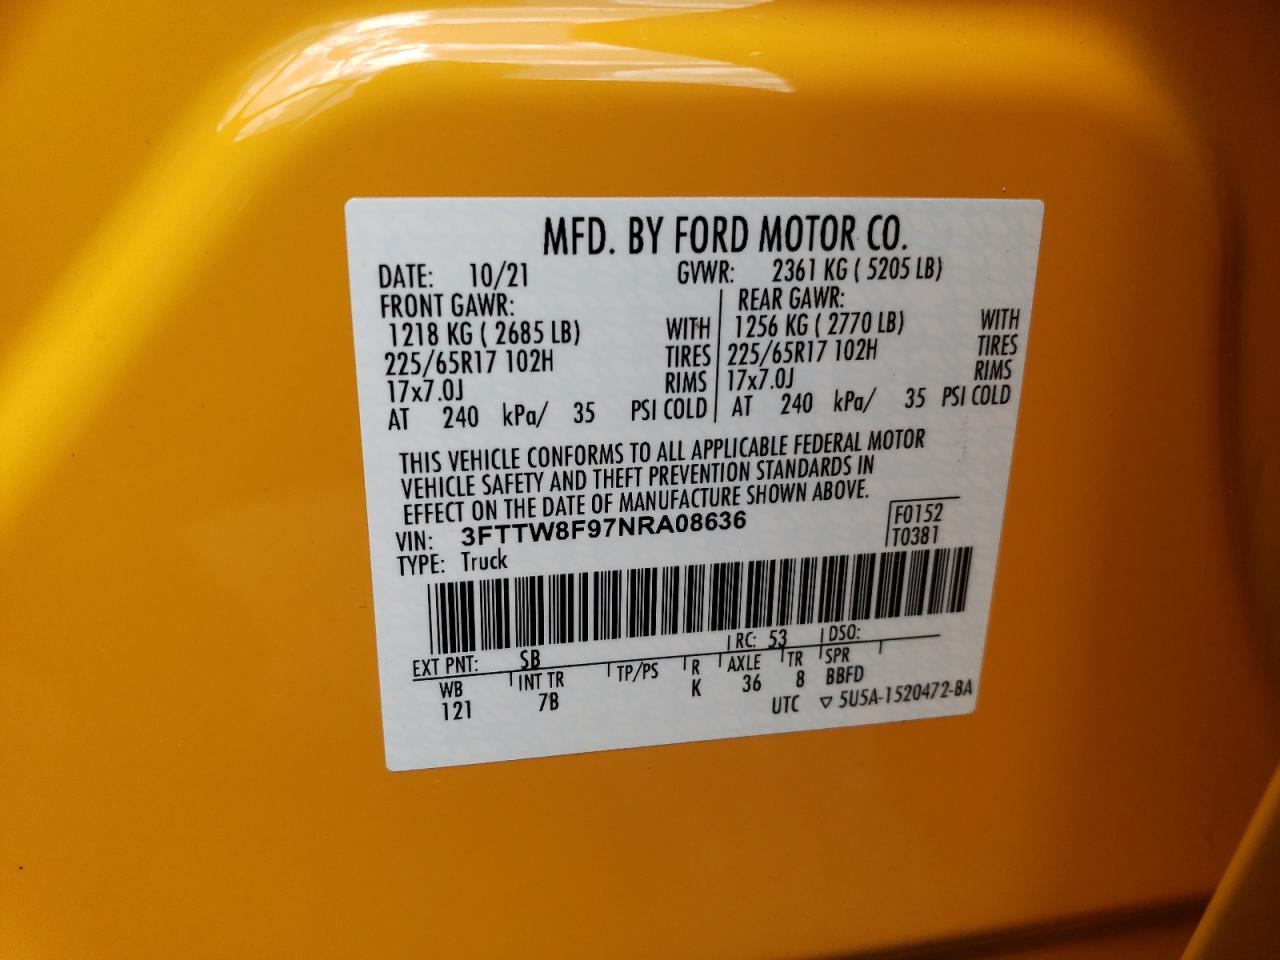 MFD. BY FORD MOTOR CO.
DATE: 10/21 GVWR: 2361 KG ( 5205 LB)
FRONT GAWR: REAR GAWR:
1218 KG ( 2685 LB) WITH 1256 KG ( 2770 LB) WITH
225/65R17 102H TIRES 225/65R17 102H TIRES
17x7.0J RIMS 17x7.0J RIMS
AT 240 kPa/ 35 PSI COLD AT 240 kPa/ 35 PSI COLD
THIS VEHICLE CONFORMS TO ALL APPLICABLE FEDERAL MOTOR
VEHICLE SAFETY AND THEFT PREVENTION STANDARDS IN
EFFECT ON THE DATE OF MANUFACTURE SHOWN ABOVE.
VIN: 3FTTW8F97NRA08636 F0152
TYPE: Truck T0381
EXT PNT: SB RC: 53 DSO:
WB INT TR TP/PS R AXLE TR SPR
121 7B K 36 8 BBFD
UTC ▽ 5U5A-1520472-BA